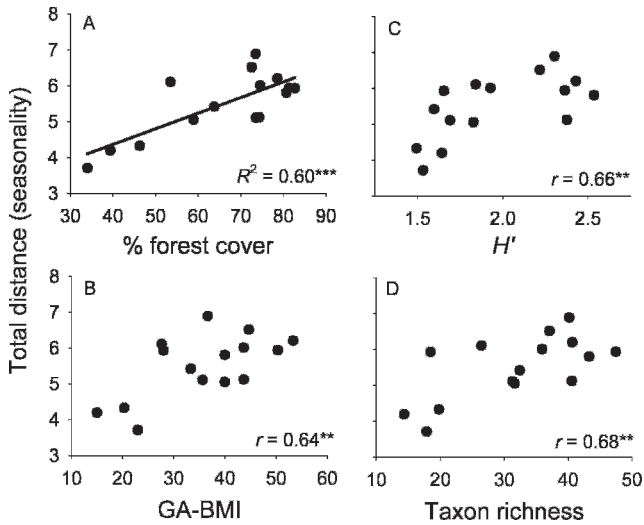 Total distance (seasonality)
A
8
7
6
5
4
3
R² = 0.60***
30 40 50 60 70 80 90
% forest cover
C
r = 0.66**
1.5 2.0 2.5
H'
B
8
7
6
5
4
3
r = 0.64**
10 20 30 40 50 60
GA-BMI
D
r = 0.68**
10 20 30 40 50
Taxon richness